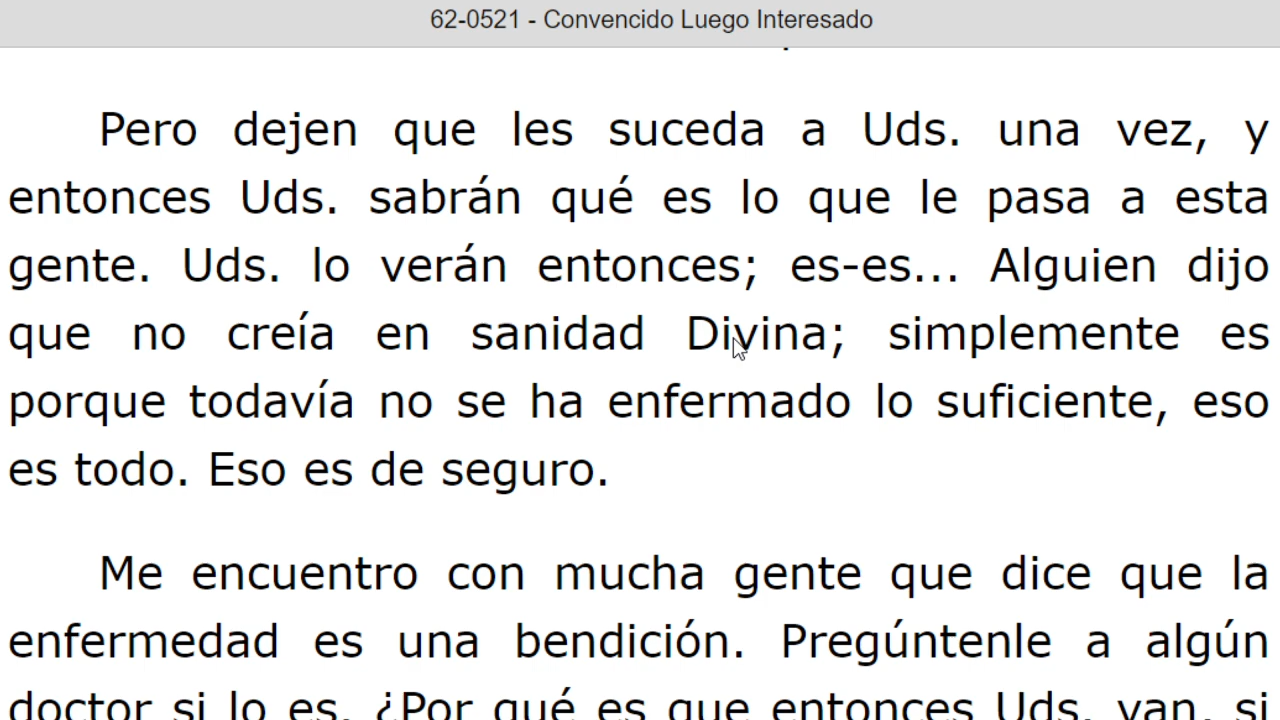 62-0521 - Convencido Luego Interesado
Pero dejen que les suceda a Uds. una vez, y
entonces Uds. sabrán qué es lo que le pasa a esta
gente. Uds. lo verán entonces; es-es... Alguien dijo
que no creía en sanidad Divina; simplemente es
porque todavía no se ha enfermado lo suficiente, eso
es todo. Eso es de seguro.
Me encuentro con mucha gente que dice que la
enfermedad es una bendición. Pregúntenle a algún
doctor si lo es. ¿Por qué es que entonces Uds. van, si